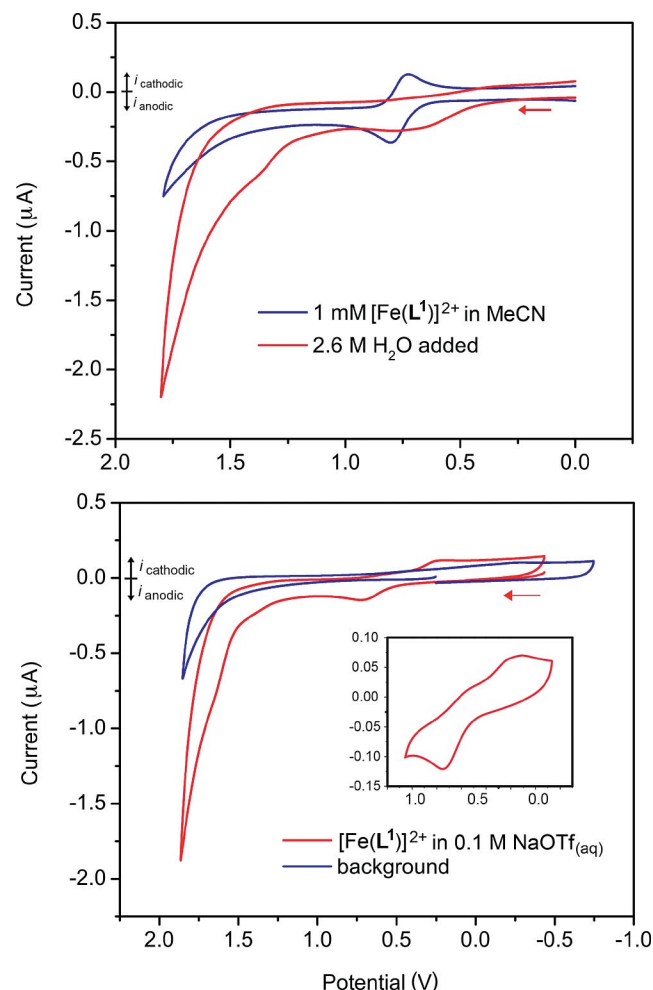 0.5
i cathodic
i anodic
0.0
-0.5
-1.0
-1.5
-2.0
-2.5
Current (μA)
1 mM [Fe(L¹)]²⁺ in MeCN
2.6 M H₂O added
2.0 1.5 1.0 0.5 0.0
0.5
i cathodic
i anodic
0.0
-0.5
-1.0
-1.5
-2.0
Current (μA)
0.10
0.05
0.00
-0.05
-0.10
-0.15
1.0 0.5 0.0
[Fe(L¹)]²⁺ in 0.1 M NaOTf(aq)
background
2.0 1.5 1.0 0.5 0.0 -0.5 -1.0
Potential (V)